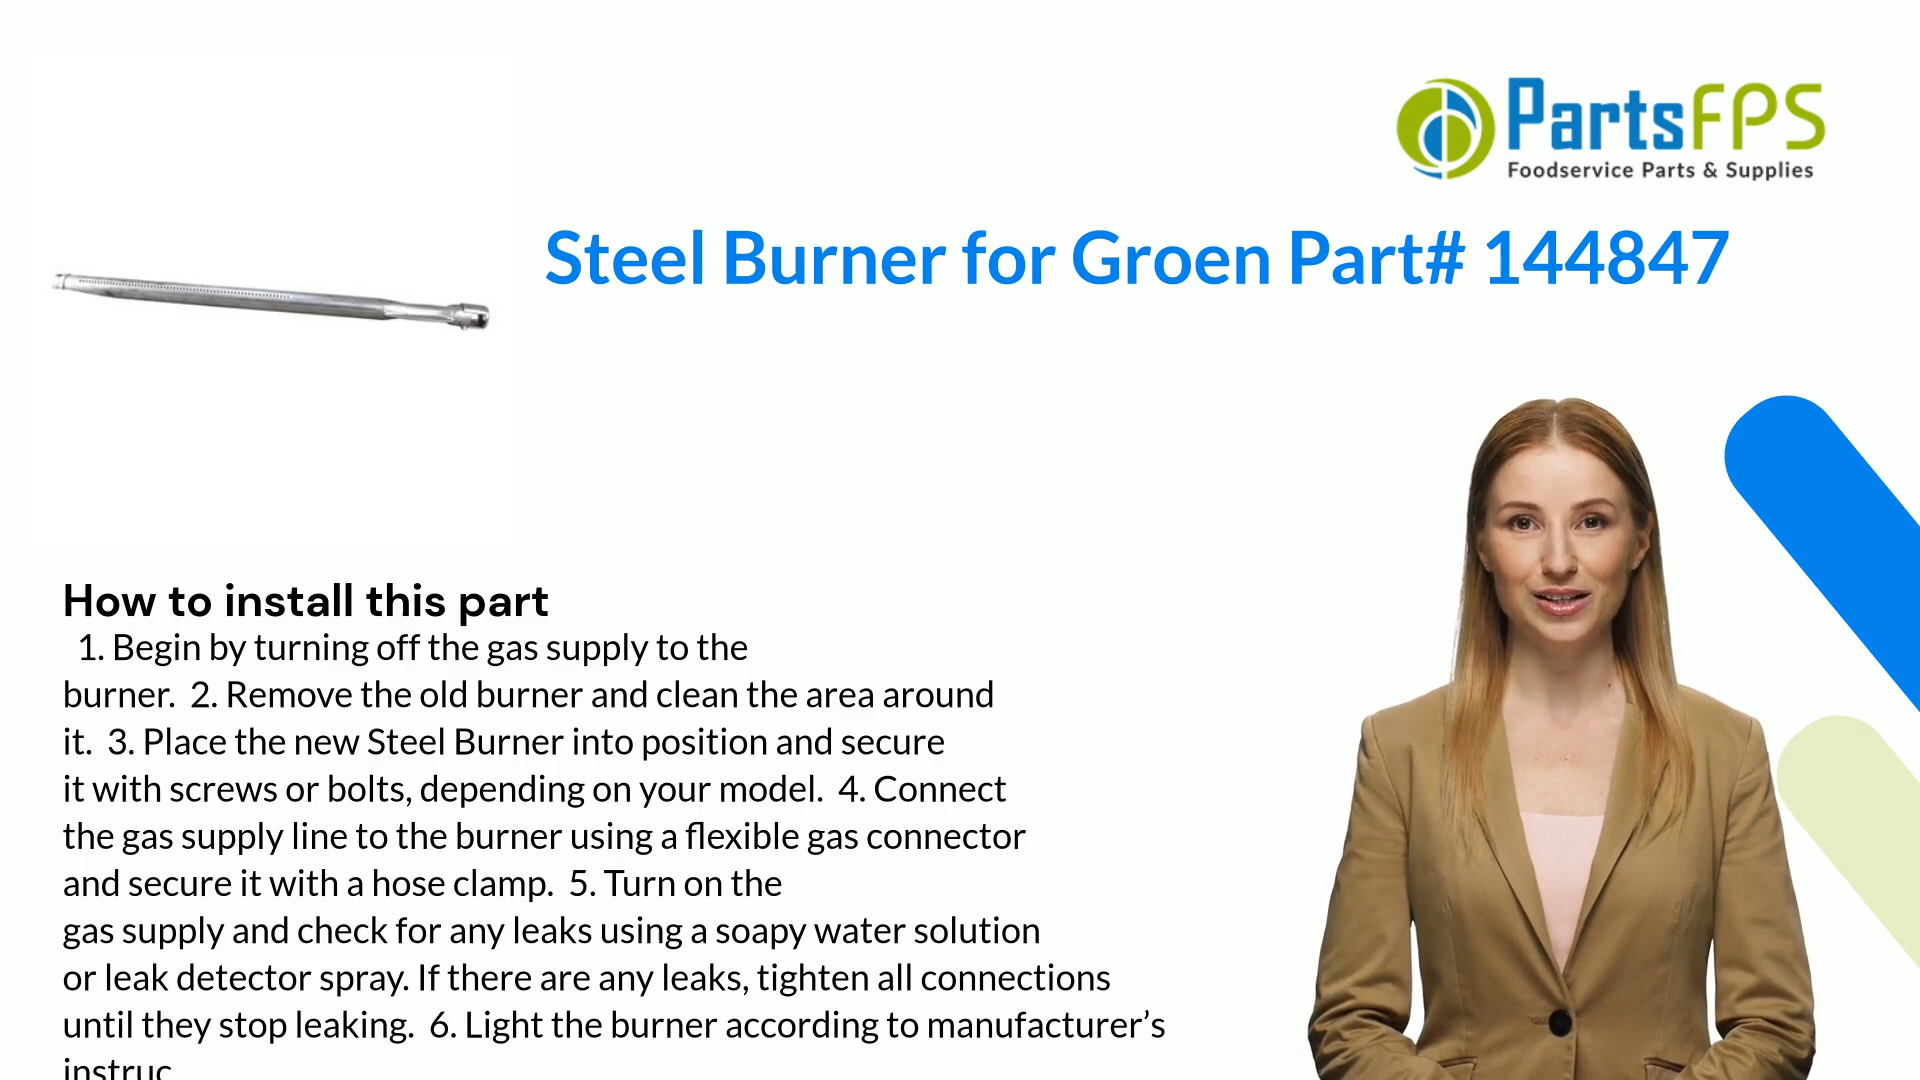 PartsFPS
Foodservice Parts & Supplies
Steel Burner for Groen Part# 144847
How to install this part
1. Begin by turning off the gas supply to the
burner. 2. Remove the old burner and clean the area around
it. 3. Place the new Steel Burner into position and secure
it with screws or bolts, depending on your model. 4. Connect
the gas supply line to the burner using a flexible gas connector
and secure it with a hose clamp. 5. Turn on the
gas supply and check for any leaks using a soapy water solution
or leak detector spray. If there are any leaks, tighten all connections
until they stop leaking. 6. Light the burner according to manufacturer’s
instruc